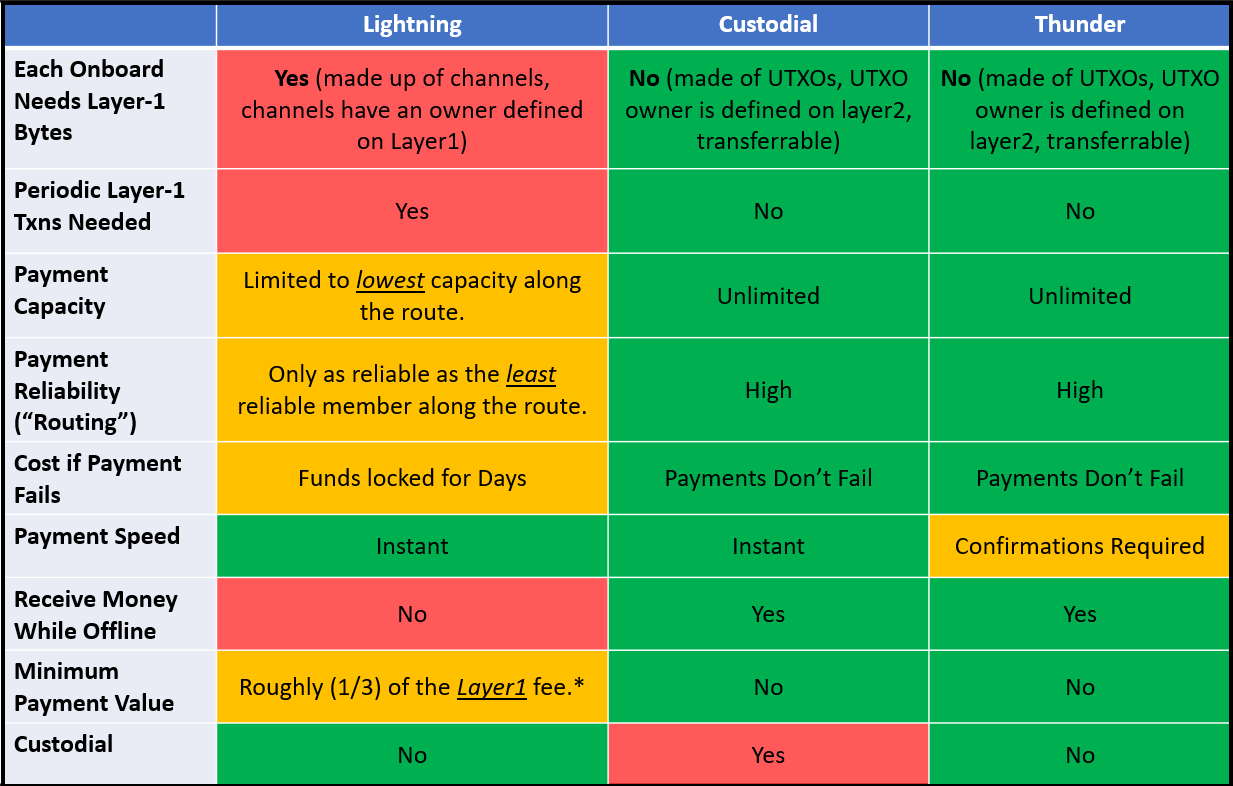 Lightning
Custodial
Thunder
Each Onboard
Needs Layer-1
Bytes
Yes (made up of channels,
channels have an owner defined
on Layer1)
No (made of UTXOs, UTXO
owner is defined on layer2,
transferrable)
No (made of UTXOs, UTXO
owner is defined on
layer2, transferrable)
Periodic Layer-1
Txns Needed
Yes
No
No
Payment
Capacity
Limited to lowest capacity along
the route.
Unlimited
Unlimited
Payment
Reliability
(“Routing”)
Only as reliable as the least
reliable member along the route.
High
High
Cost if Payment
Fails
Funds locked for Days
Payments Don’t Fail
Payments Don’t Fail
Payment Speed
Instant
Instant
Confirmations Required
Receive Money
While Offline
No
Yes
Yes
Minimum
Payment Value
Roughly (1/3) of the Layer1 fee.*
No
No
Custodial
No
Yes
No